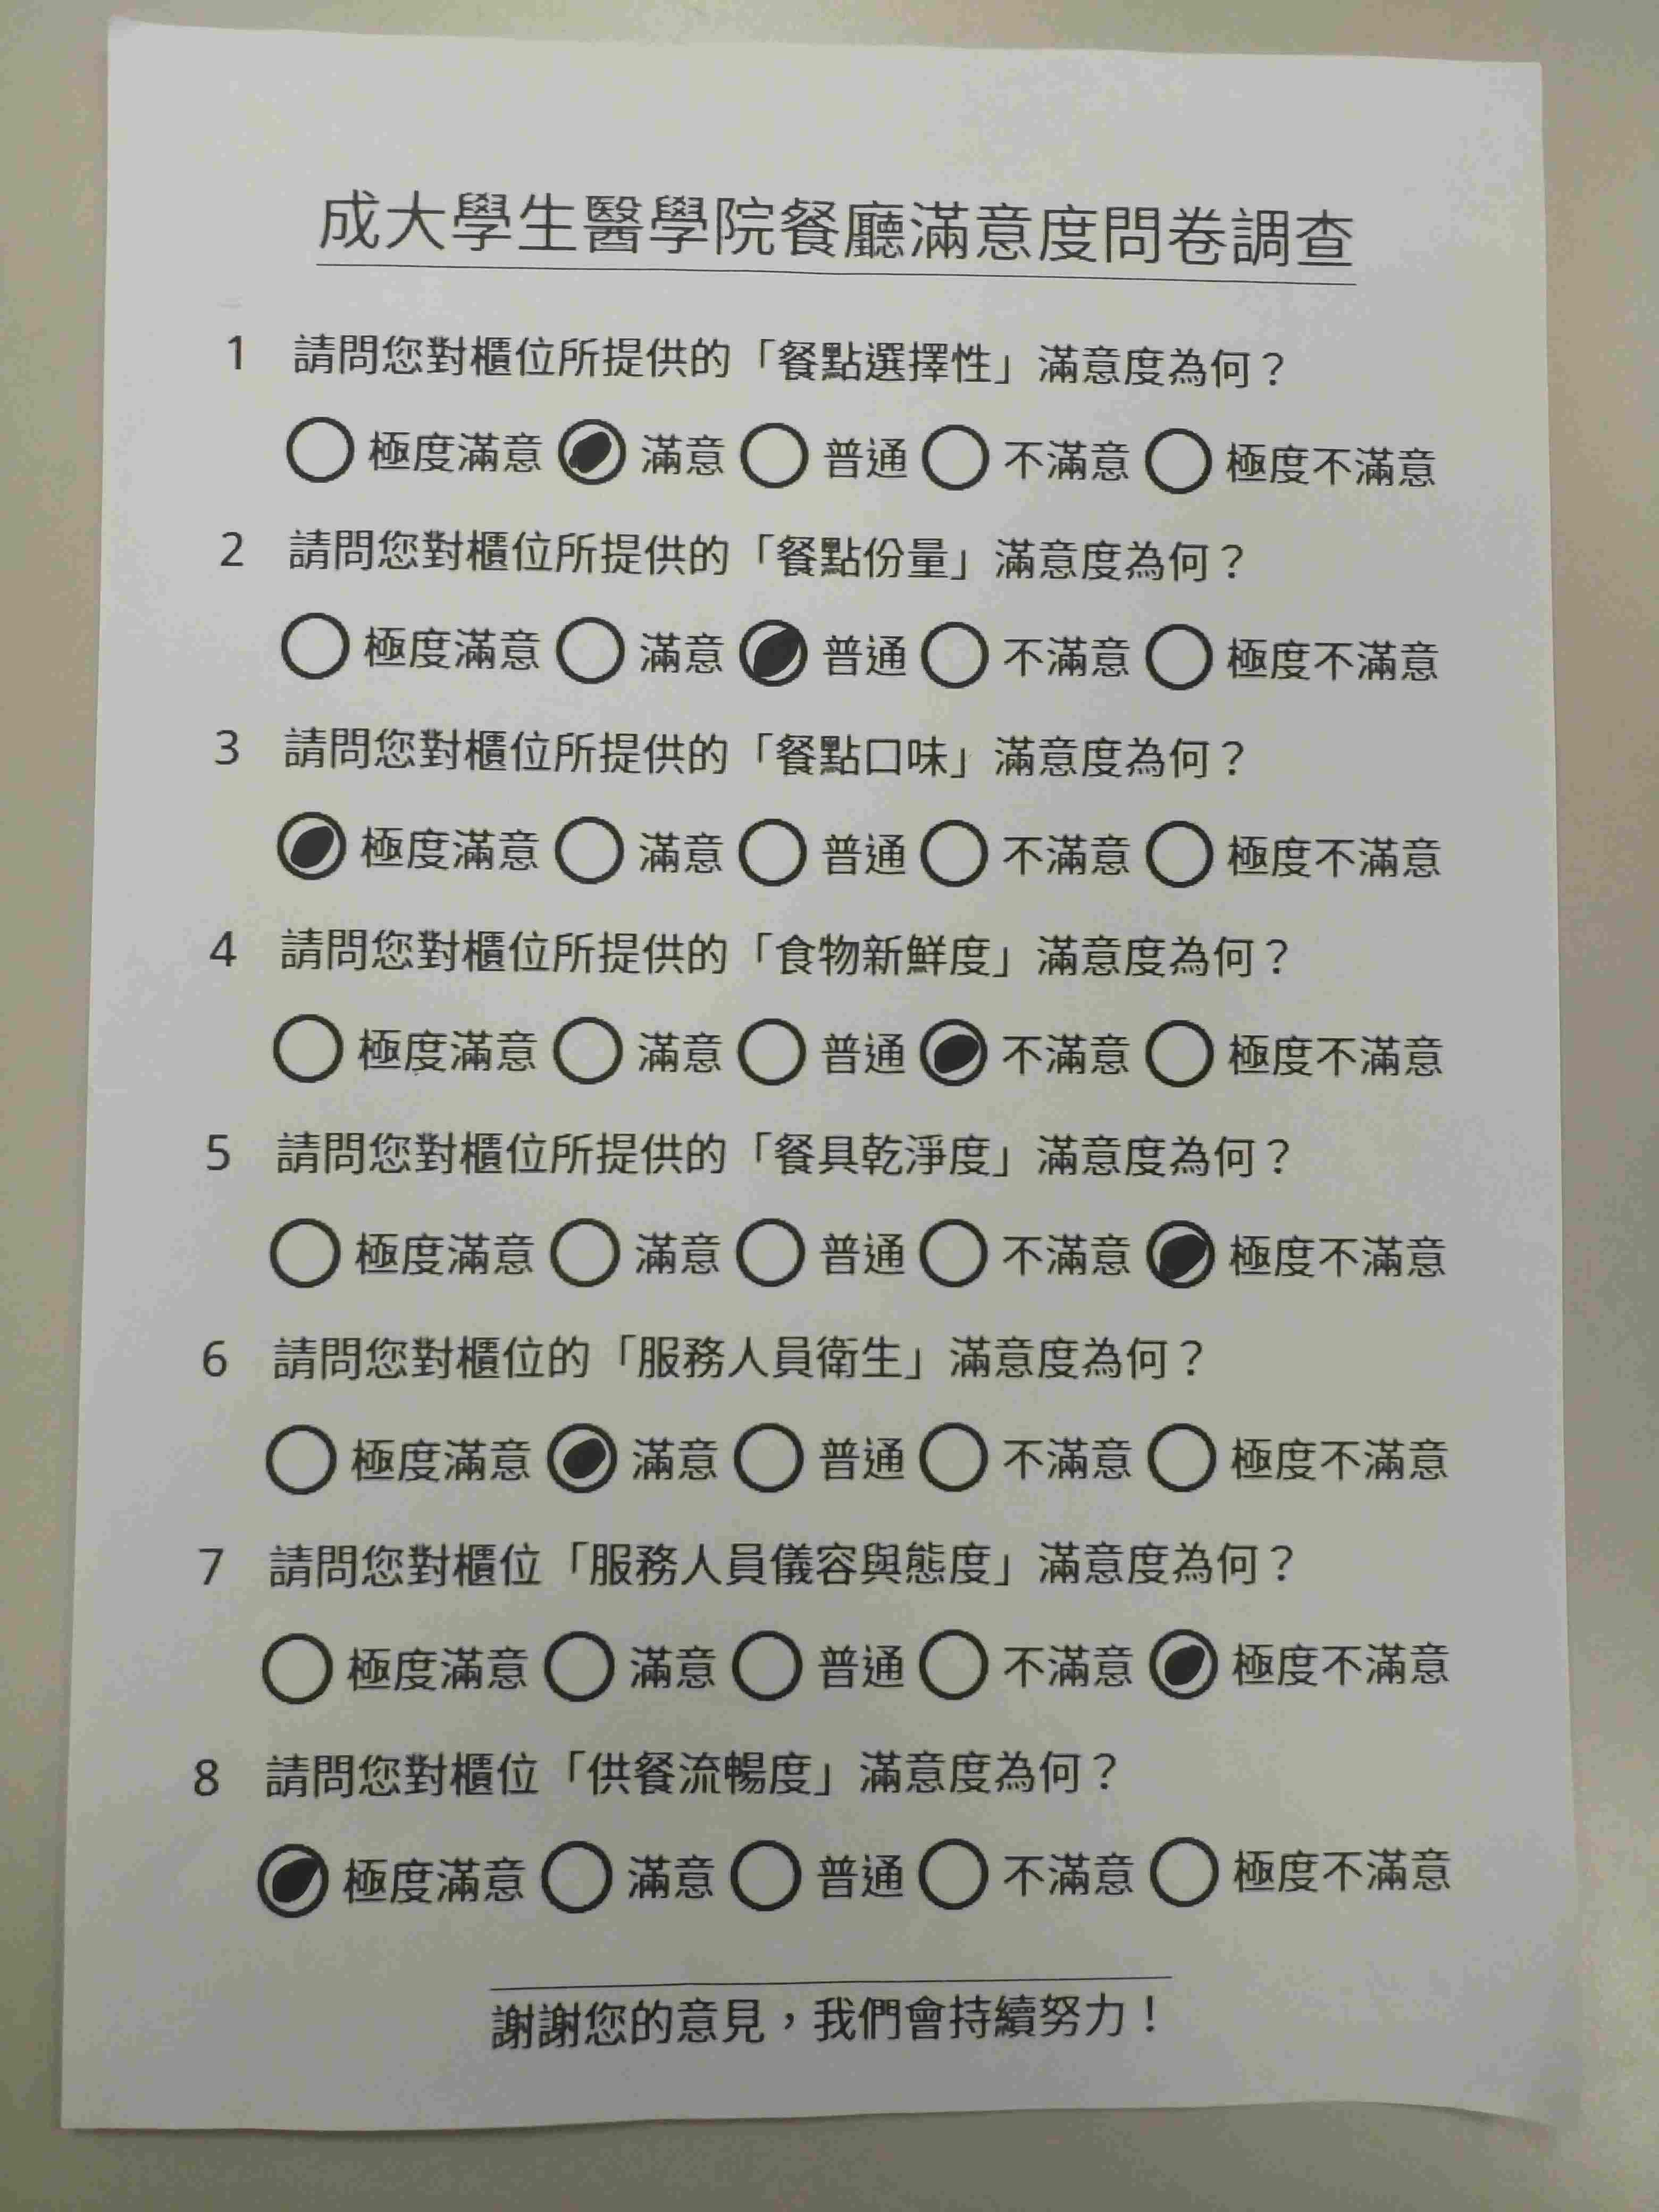 成大學生醫學院餐廳滿意度問卷調查
1 請問您對櫃位所提供的「餐點選擇性」滿意度為何？
極度滿意 滿意 普通 不滿意 極度不滿意
2 請問您對櫃位所提供的「餐點份量」滿意度為何？
極度滿意 滿意 普通 不滿意 極度不滿意
3 請問您對櫃位所提供的「餐點口味」滿意度為何？
極度滿意 滿意 普通 不滿意 極度不滿意
4 請問您對櫃位所提供的「食物新鮮度」滿意度為何？
極度滿意 滿意 普通 不滿意 極度不滿意
5 請問您對櫃位所提供的「餐具乾淨度」滿意度為何？
極度滿意 滿意 普通 不滿意 極度不滿意
6 請問您對櫃位的「服務人員衛生」滿意度為何？
極度滿意 滿意 普通 不滿意 極度不滿意
7 請問您對櫃位「服務人員儀容與態度」滿意度為何？
極度滿意 滿意 普通 不滿意 極度不滿意
8 請問您對櫃位「供餐流暢度」滿意度為何？
極度滿意 滿意 普通 不滿意 極度不滿意
謝謝您的意見，我們會持續努力！